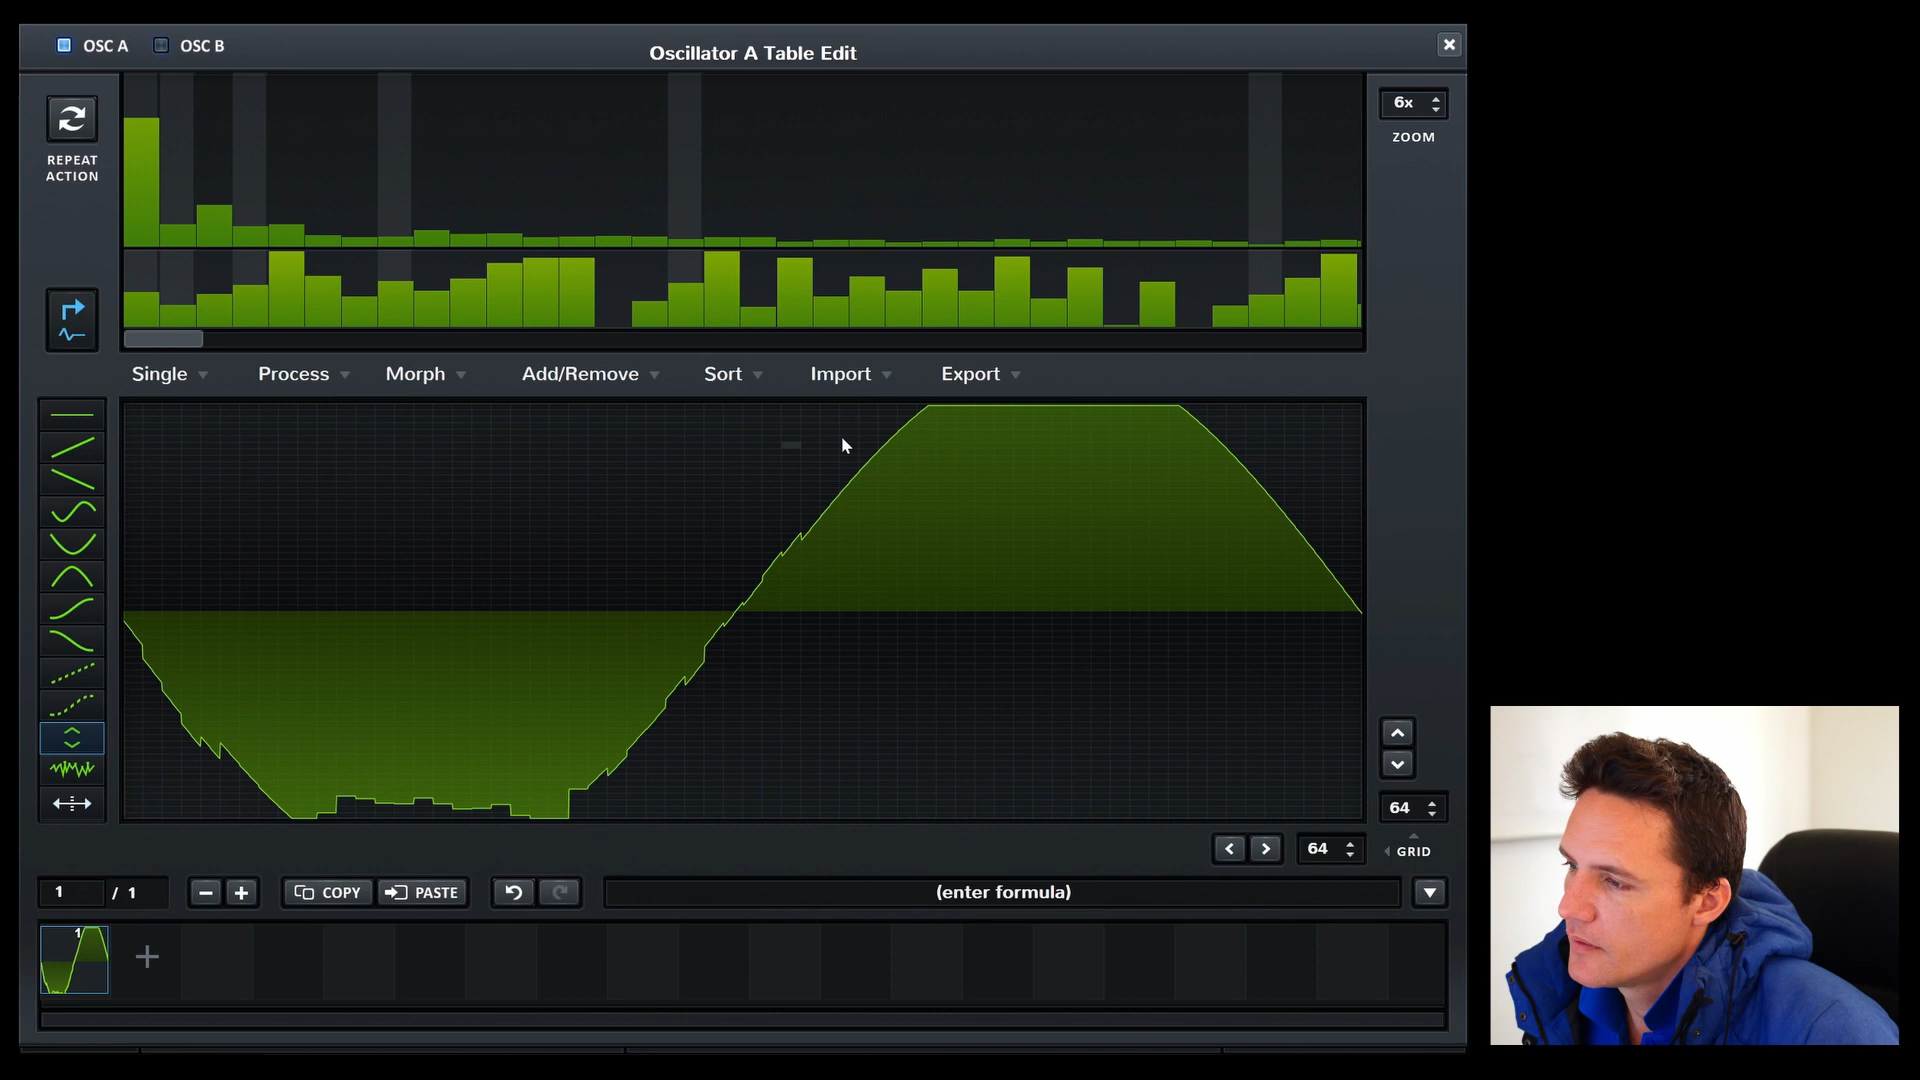 OSC A
OSC B
Oscillator A Table Edit
REPEAT
ACTION
6x
ZOOM
Single
Process
Morph
Add/Remove
Sort
Import
Export
64
64
GRID
1 / 1
COPY
PASTE
(enter formula)
1